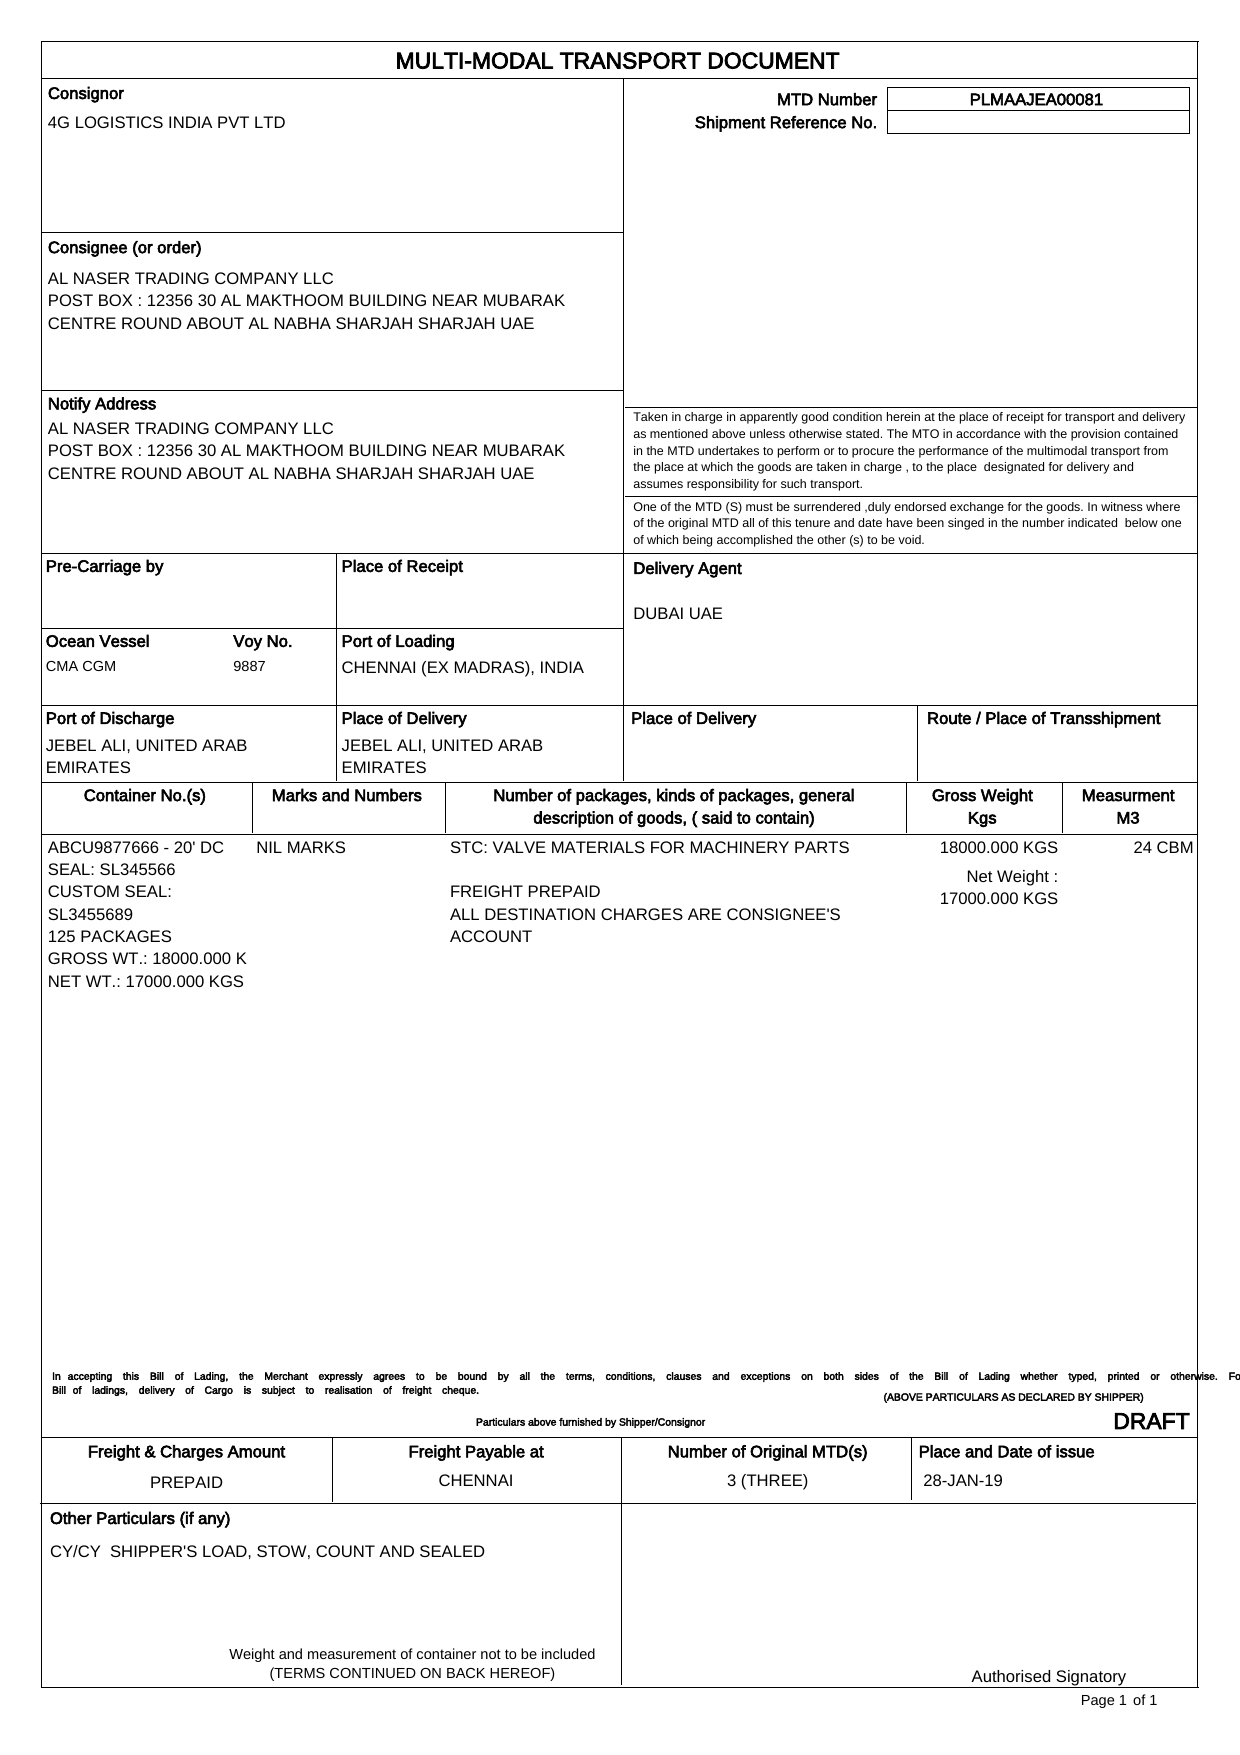 MULTI-MODAL TRANSPORT DOCUMENT
Consignor
4G LOGISTICS INDIA PVT LTD
MTD Number PLMAAJEA00081
Shipment Reference No.
Consignee (or order)
AL NASER TRADING COMPANY LLC
POST BOX : 12356 30 AL MAKTHOOM BUILDING NEAR MUBARAK
CENTRE ROUND ABOUT AL NABHA SHARJAH SHARJAH UAE
Notify Address
AL NASER TRADING COMPANY LLC
POST BOX : 12356 30 AL MAKTHOOM BUILDING NEAR MUBARAK
CENTRE ROUND ABOUT AL NABHA SHARJAH SHARJAH UAE
Taken in charge in apparently good condition herein at the place of receipt for transport and delivery
as mentioned above unless otherwise stated. The MTO in accordance with the provision contained
in the MTD undertakes to perform or to procure the performance of the multimodal transport from
the place at which the goods are taken in charge , to the place designated for delivery and
assumes responsibility for such transport.
One of the MTD (S) must be surrendered ,duly endorsed exchange for the goods. In witness where
of the original MTD all of this tenure and date have been singed in the number indicated below one
of which being accomplished the other (s) to be void.
Pre-Carriage by
Place of Receipt
Delivery Agent
DUBAI UAE
Ocean Vessel Voy No.
CMA CGM 9887
Port of Loading
CHENNAI (EX MADRAS), INDIA
Port of Discharge
JEBEL ALI, UNITED ARAB
EMIRATES
Place of Delivery
JEBEL ALI, UNITED ARAB
EMIRATES
Place of Delivery
Route / Place of Transshipment
Container No.(s)
Marks and Numbers
Number of packages, kinds of packages, general
description of goods, ( said to contain)
Gross Weight
Kgs
Measurment
M3
ABCU9877666 - 20' DC
SEAL: SL345566
CUSTOM SEAL:
SL3455689
125 PACKAGES
GROSS WT.: 18000.000 K
NET WT.: 17000.000 KGS
NIL MARKS
STC: VALVE MATERIALS FOR MACHINERY PARTS
FREIGHT PREPAID
ALL DESTINATION CHARGES ARE CONSIGNEE'S
ACCOUNT
18000.000 KGS
Net Weight :
17000.000 KGS
24 CBM
In accepting this Bill of Lading, the Merchant expressly agrees to be bound by all the terms, conditions, clauses and exceptions on both sides of the Bill of Lading whether typed, printed or otherwise. Fo
Bill of ladings, delivery of Cargo is subject to realisation of freight cheque.
(ABOVE PARTICULARS AS DECLARED BY SHIPPER)
Particulars above furnished by Shipper/Consignor
DRAFT
Freight & Charges Amount
PREPAID
Freight Payable at
CHENNAI
Number of Original MTD(s)
3 (THREE)
Place and Date of issue
28-JAN-19
Other Particulars (if any)
CY/CY SHIPPER'S LOAD, STOW, COUNT AND SEALED
Weight and measurement of container not to be included
(TERMS CONTINUED ON BACK HEREOF)
Authorised Signatory
Page 1 of 1